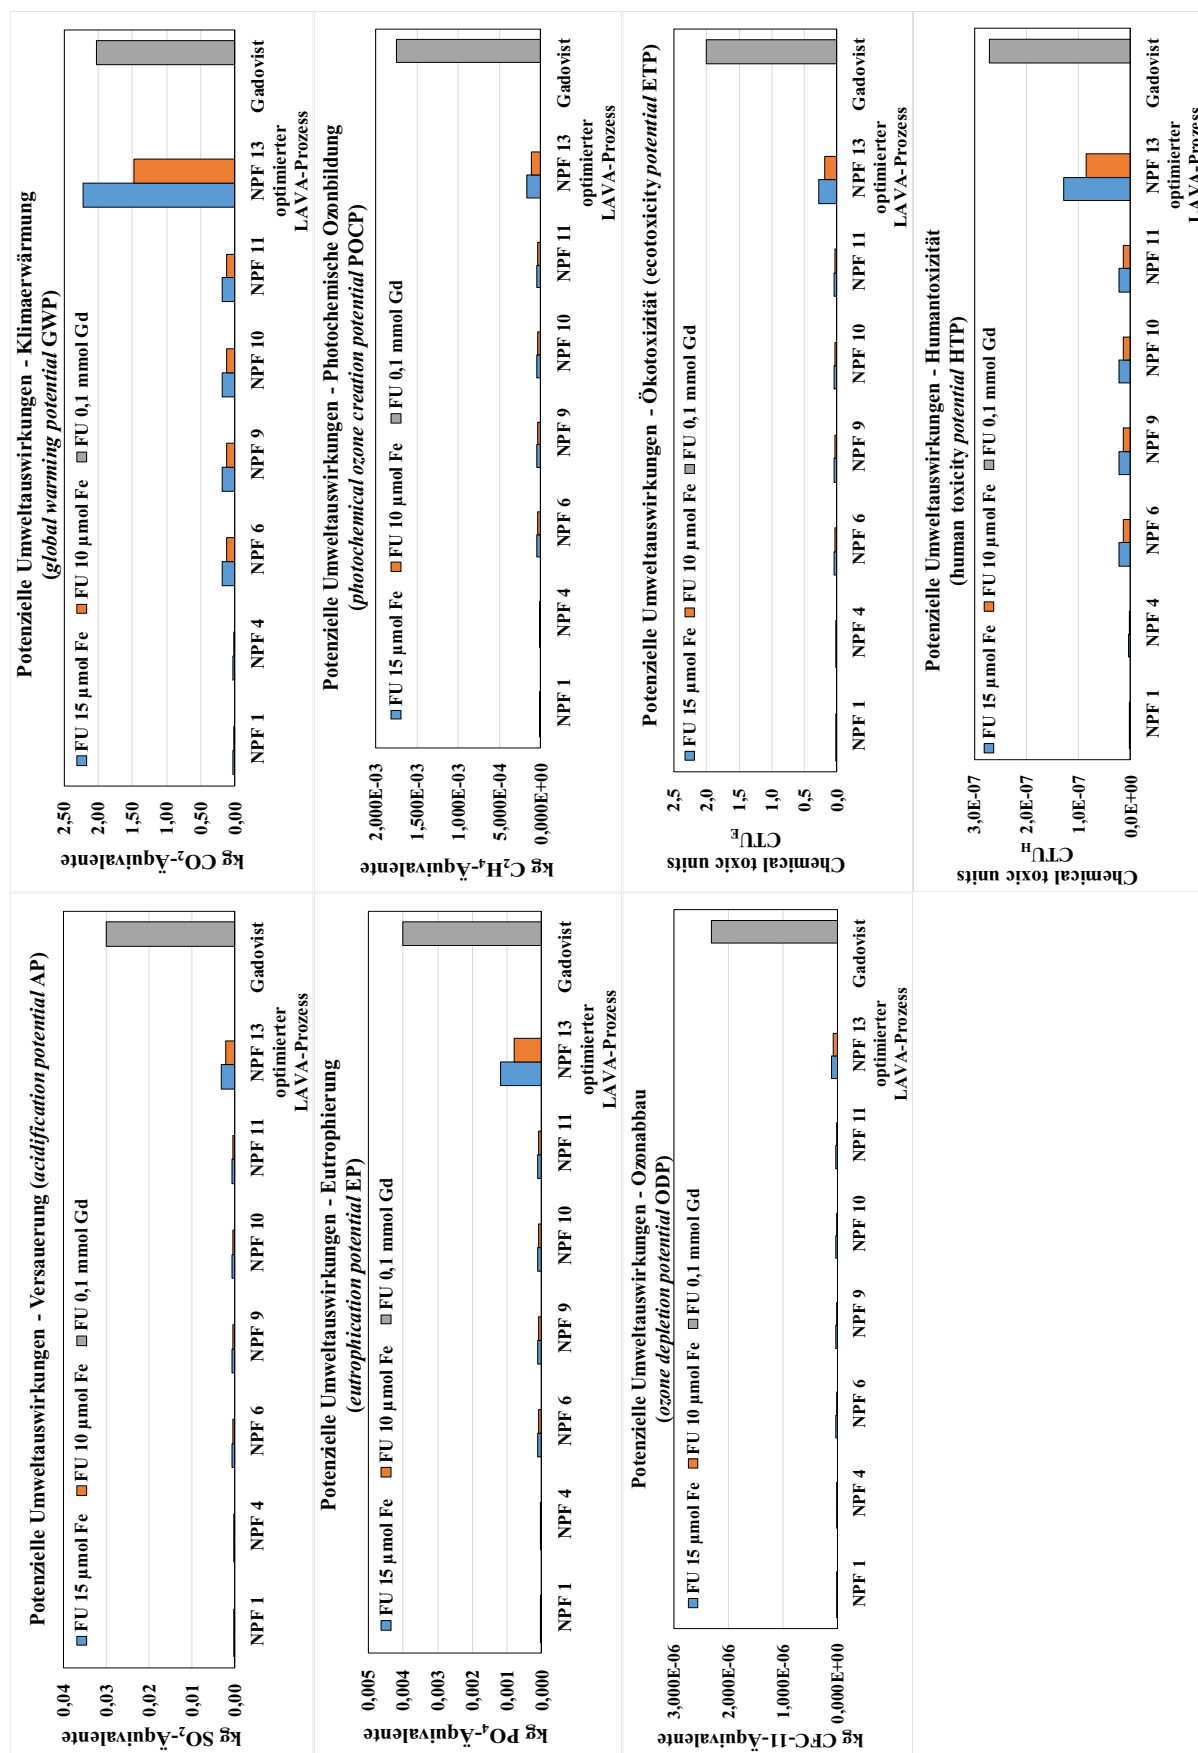 Potenzielle Umweltauswirkungen - Versauerung (acidification potential AP)
FU 15 µmol Fe FU 10 µmol Fe FU 0,1 mmol Gd
kg SO₂-Äquivalente
0,04
0,03
0,02
0,01
0,00
NPF 1 NPF 4 NPF 6 NPF 9 NPF 10 NPF 11 NPF 13 Gadovist
optimierter
LAVA-Prozess
Potenzielle Umweltauswirkungen - Klimaerwärmung
(global warming potential GWP)
FU 15 µmol Fe FU 10 µmol Fe FU 0,1 mmol Gd
kg CO₂-Äquivalente
2,50
2,00
1,50
1,00
0,50
0,00
NPF 1 NPF 4 NPF 6 NPF 9 NPF 10 NPF 11 NPF 13 Gadovist
optimierter
LAVA-Prozess
Potenzielle Umweltauswirkungen - Eutrophierung
(eutrophication potential EP)
FU 15 µmol Fe FU 10 µmol Fe FU 0,1 mmol Gd
kg PO₄-Äquivalente
0,005
0,004
0,003
0,002
0,001
0,000
NPF 1 NPF 4 NPF 6 NPF 9 NPF 10 NPF 11 NPF 13 Gadovist
optimierter
LAVA-Prozess
Potenzielle Umweltauswirkungen - Photochemische Ozonbildung
(photochemical ozone creation potential POCP)
FU 15 µmol Fe FU 10 µmol Fe FU 0,1 mmol Gd
kg C₂H₄-Äquivalente
2,000E-03
1,500E-03
1,000E-03
5,000E-04
0,000E+00
NPF 1 NPF 4 NPF 6 NPF 9 NPF 10 NPF 11 NPF 13 Gadovist
optimierter
LAVA-Prozess
Potenzielle Umweltauswirkungen - Ozonabbau
(ozone depletion potential ODP)
FU 15 µmol Fe FU 10 µmol Fe FU 0,1 mmol Gd
kg CFC-11-Äquivalente
3,000E-06
2,000E-06
1,000E-06
0,000E+00
NPF 1 NPF 4 NPF 6 NPF 9 NPF 10 NPF 11 NPF 13 Gadovist
optimierter
LAVA-Prozess
Potenzielle Umweltauswirkungen - Ökotoxizität (ecotoxicity potential ETP)
FU 15 µmol Fe FU 10 µmol Fe FU 0,1 mmol Gd
Chemical toxic units
CTU_E
2,5
2,0
1,5
1,0
0,5
0,0
NPF 1 NPF 4 NPF 6 NPF 9 NPF 10 NPF 11 NPF 13 Gadovist
optimierter
LAVA-Prozess
Potenzielle Umweltauswirkungen - Humantoxizität
(human toxicity potential HTP)
FU 15 µmol Fe FU 10 µmol Fe FU 0,1 mmol Gd
Chemical toxic units
CTU_H
3,0E-07
2,0E-07
1,0E-07
0,0E+00
NPF 1 NPF 4 NPF 6 NPF 9 NPF 10 NPF 11 NPF 13 Gadovist
optimierter
LAVA-Prozess